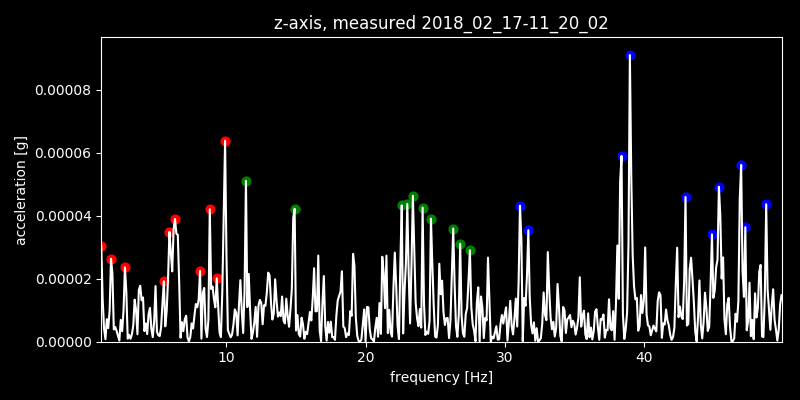 z-axis, measured 2018_02_17-11_20_02
acceleration [g]
0.00008
0.00006
0.00004
0.00002
0.00000
10 20 30 40
frequency [Hz]